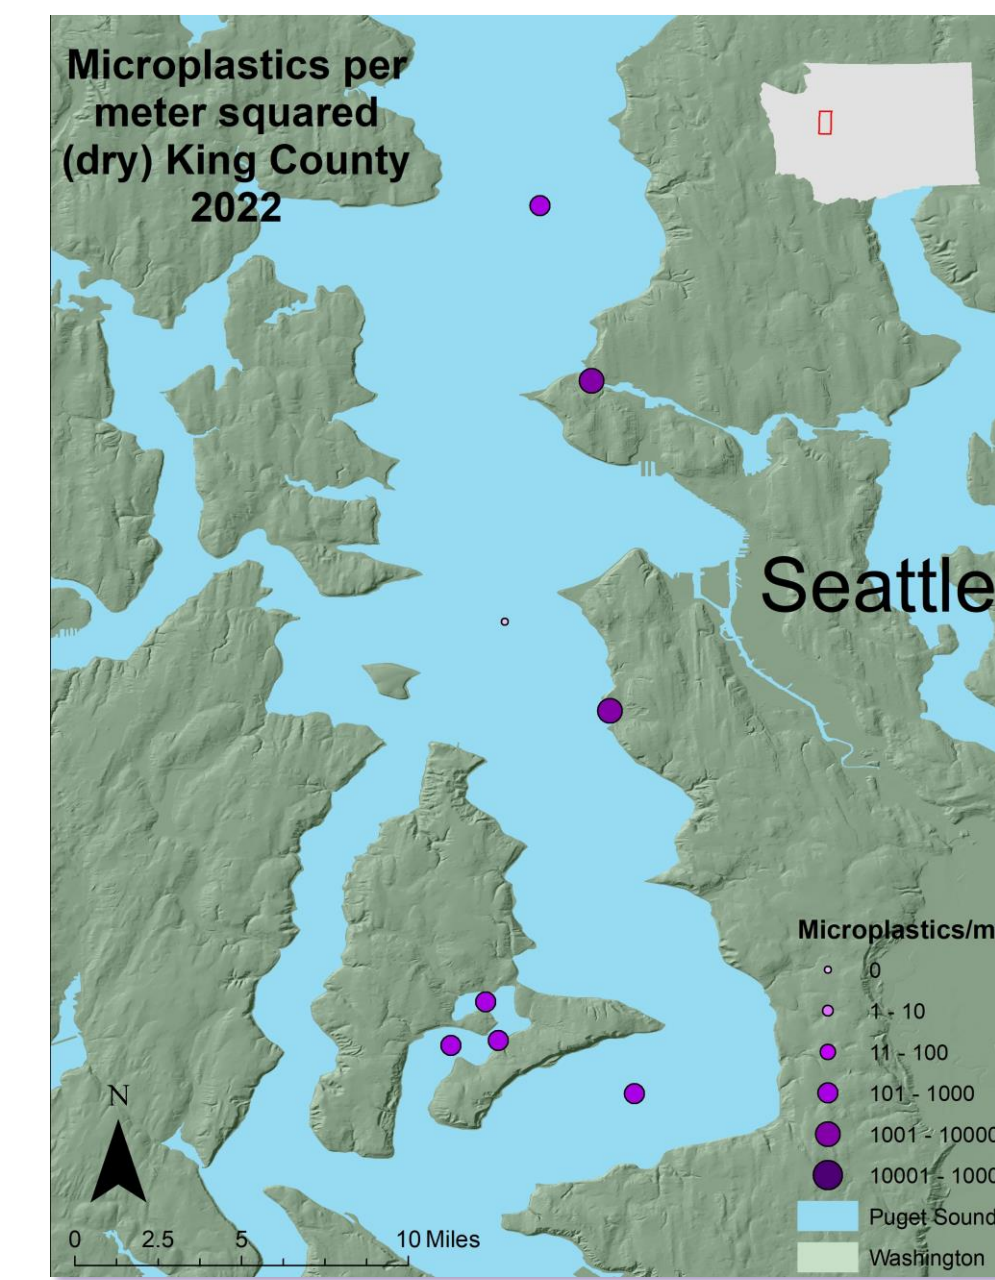 Microplastics per
meter squared
(dry) King County
2022
Seattle
Microplastics/m
0
1 - 10
11 - 100
101 - 1000
1001 - 10000
10001 - 1000
Puget Sound
Washington
N
0 2.5 5 10 Miles